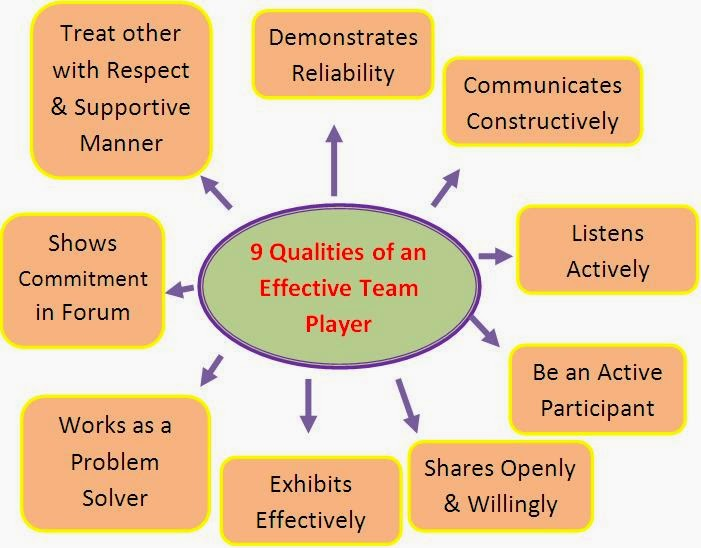 9 Qualities of an
Effective Team
Player
Treat other
with Respect
& Supportive
Manner
Demonstrates
Reliability
Communicates
Constructively
Listens
Actively
Be an Active
Participant
Shares Openly
& Willingly
Exhibits
Effectively
Works as a
Problem
Solver
Shows
Commitment
in Forum